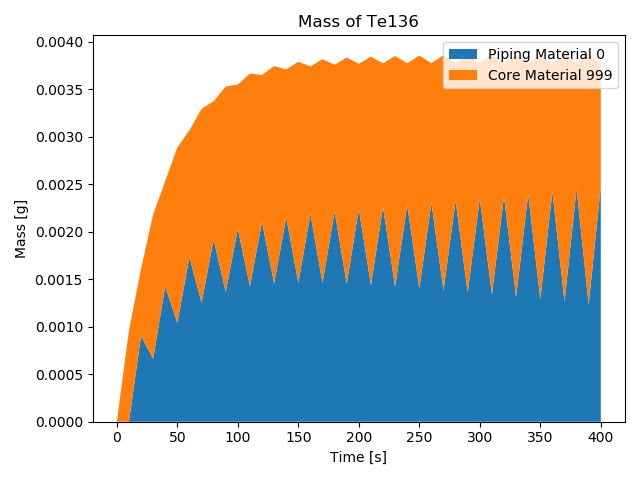 Mass of Te136
Piping Material 0
Core Material 999
Mass [g]
0.0040
0.0035
0.0030
0.0025
0.0020
0.0015
0.0010
0.0005
0.0000
0 50 100 150 200 250 300 350 400
Time [s]